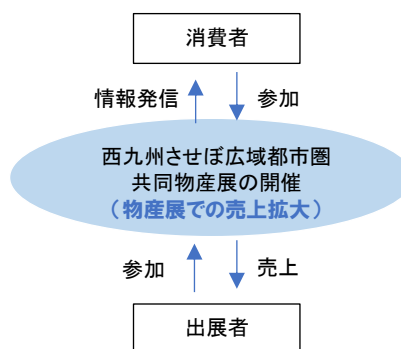 消費者
情報発信
参加
西九州させぼ広域都市圏
共同物産展の開催
(物産展での売上拡大)
参加
売上
出展者